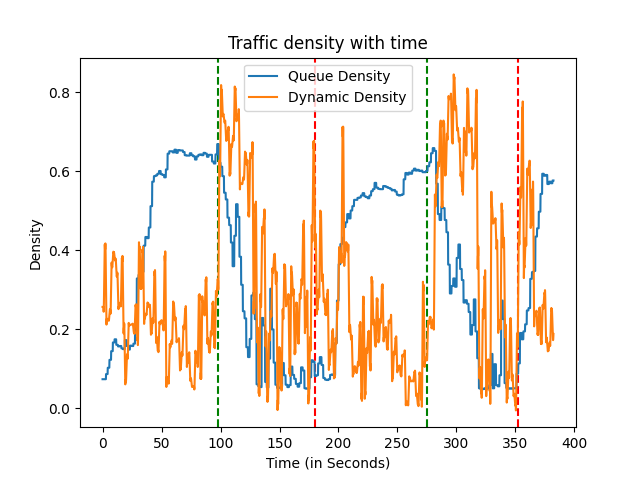 Traffic density with time
Queue Density
Dynamic Density
Density
0.8
0.6
0.4
0.2
0.0
0 50 100 150 200 250 300 350 400
Time (in Seconds)